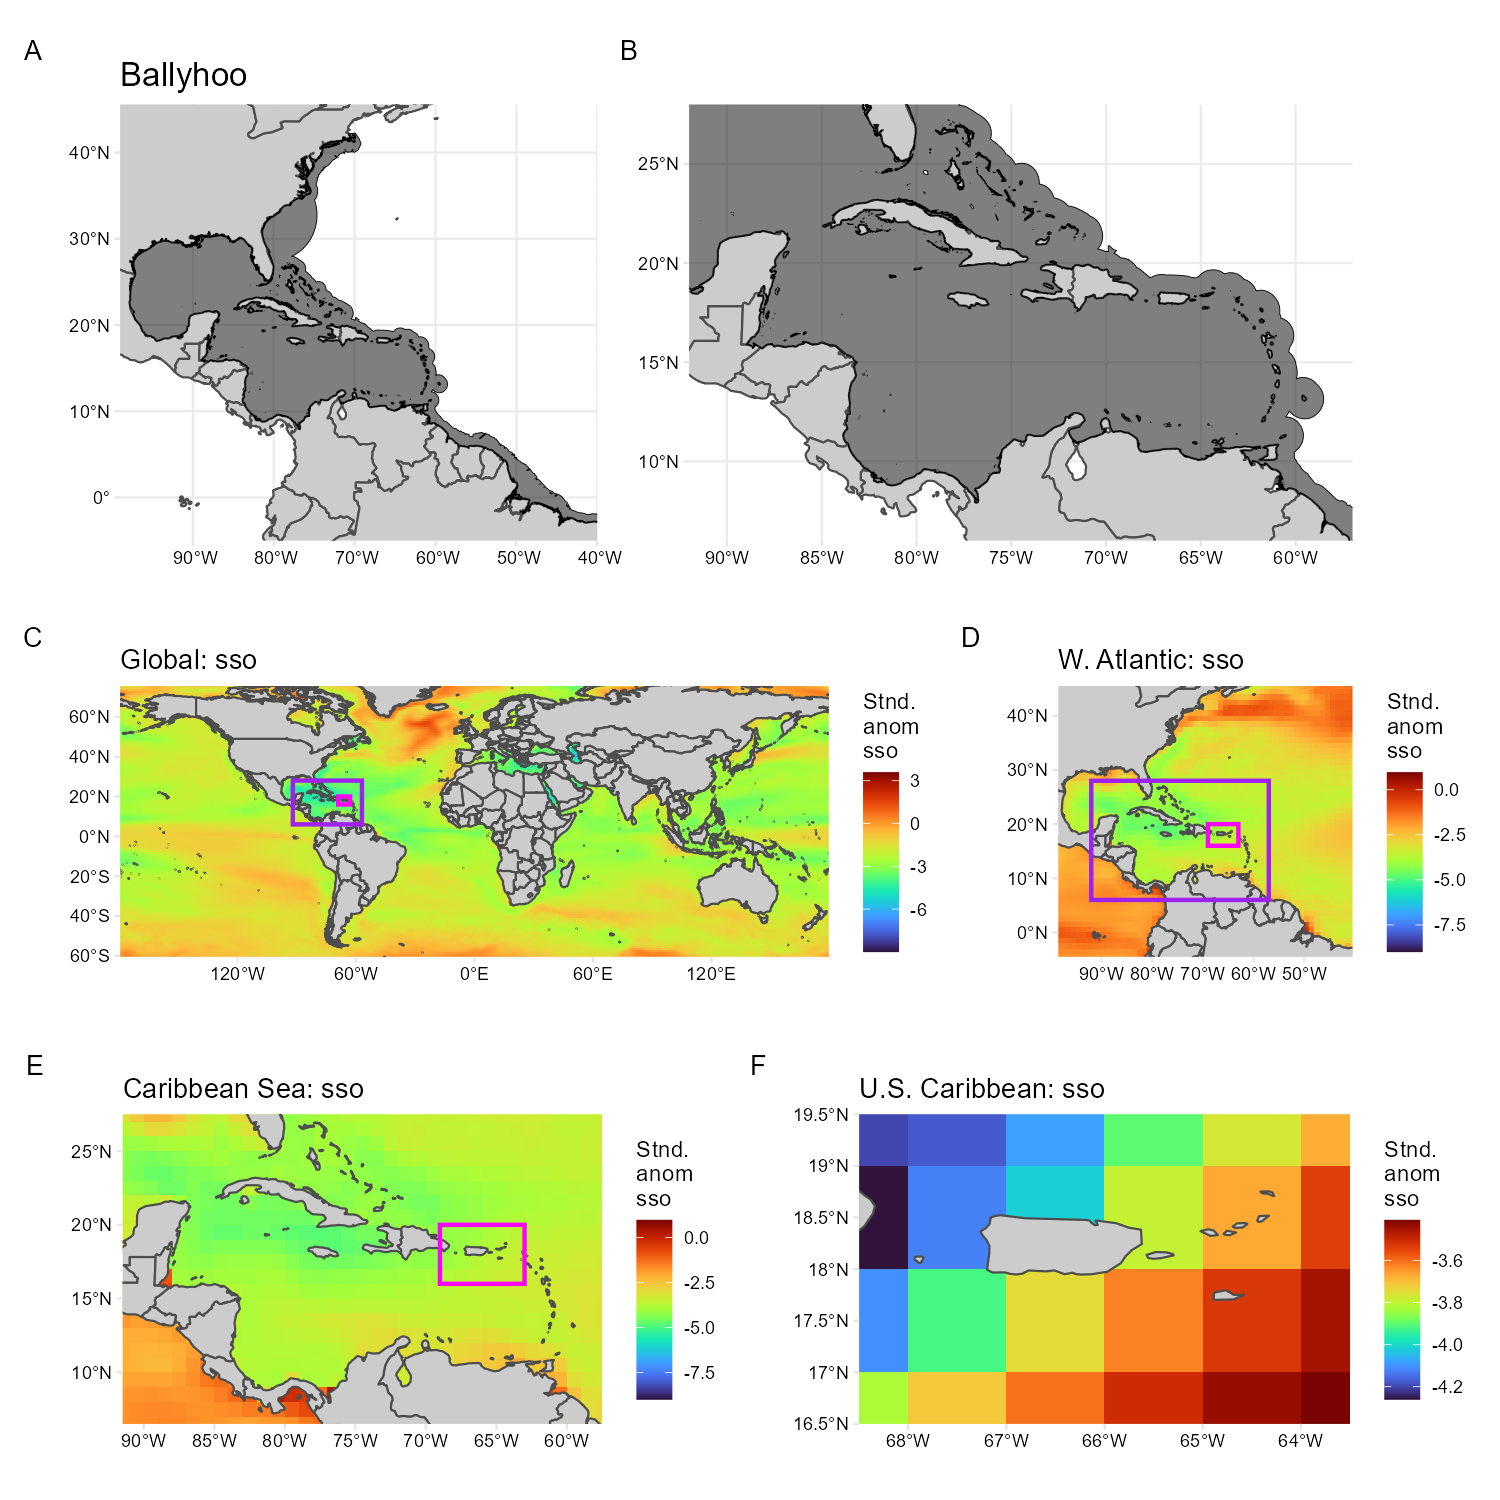 A
B
Ballyhoo
40°N
30°N
20°N
10°N
0°
90°W 80°W 70°W 60°W 50°W 40°W
25°N
20°N
15°N
10°N
90°W 85°W 80°W 75°W 70°W 65°W 60°W
C
Global: sso
60°N
40°N
20°N
0°N
20°S
40°S
60°S
120°W 60°W 0°E 60°E 120°E
Stnd.
anom
sso
3
0
-3
-6
D
W. Atlantic: sso
40°N
30°N
20°N
10°N
0°N
90°W 80°W 70°W 60°W 50°W
Stnd.
anom
sso
0.0
-2.5
-5.0
-7.5
E
Caribbean Sea: sso
25°N
20°N
15°N
10°N
90°W 85°W 80°W 75°W 70°W 65°W 60°W
Stnd.
anom
sso
0.0
-2.5
-5.0
-7.5
F
U.S. Caribbean: sso
19.5°N
19°N
18.5°N
18°N
17.5°N
17°N
16.5°N
68°W 67°W 66°W 65°W 64°W
Stnd.
anom
sso
-3.6
-3.8
-4.0
-4.2